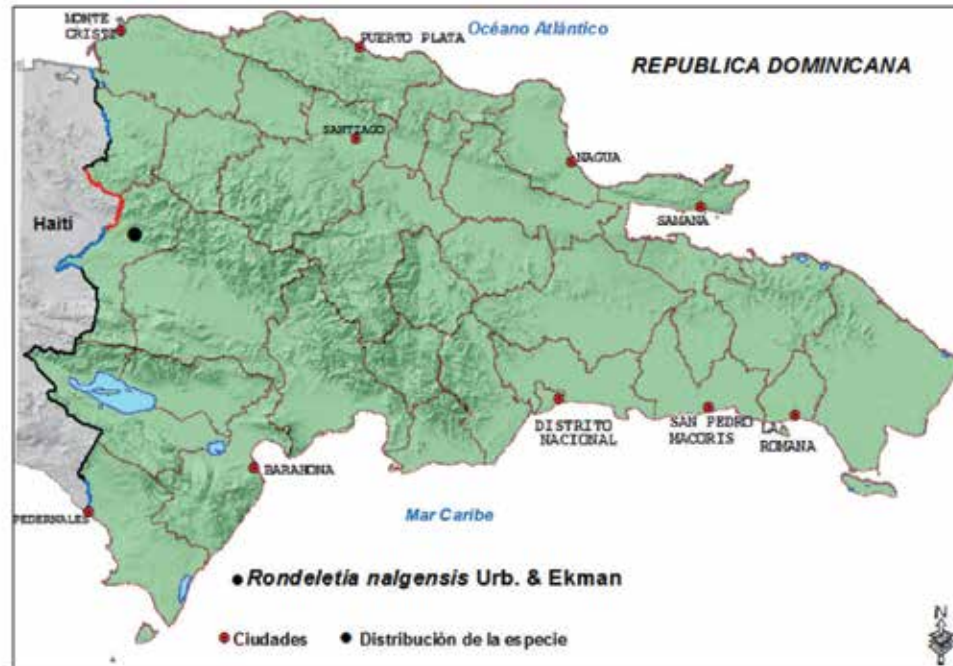 MONTE
CRISTI
PUERTO PLATA
Océano Atlántico
REPUBLICA DOMINICANA
SANTIAGO
NAGUA
SAMANA
Haití
DISTRITO
NACIONAL
SAN PEDRO
MACORIS
LA
ROMANA
BARAHONA
PEDERNALES
Mar Caribe
Rondeletía nalgensis Urb. & Ekman
Ciudades
Distribución de la especie
N